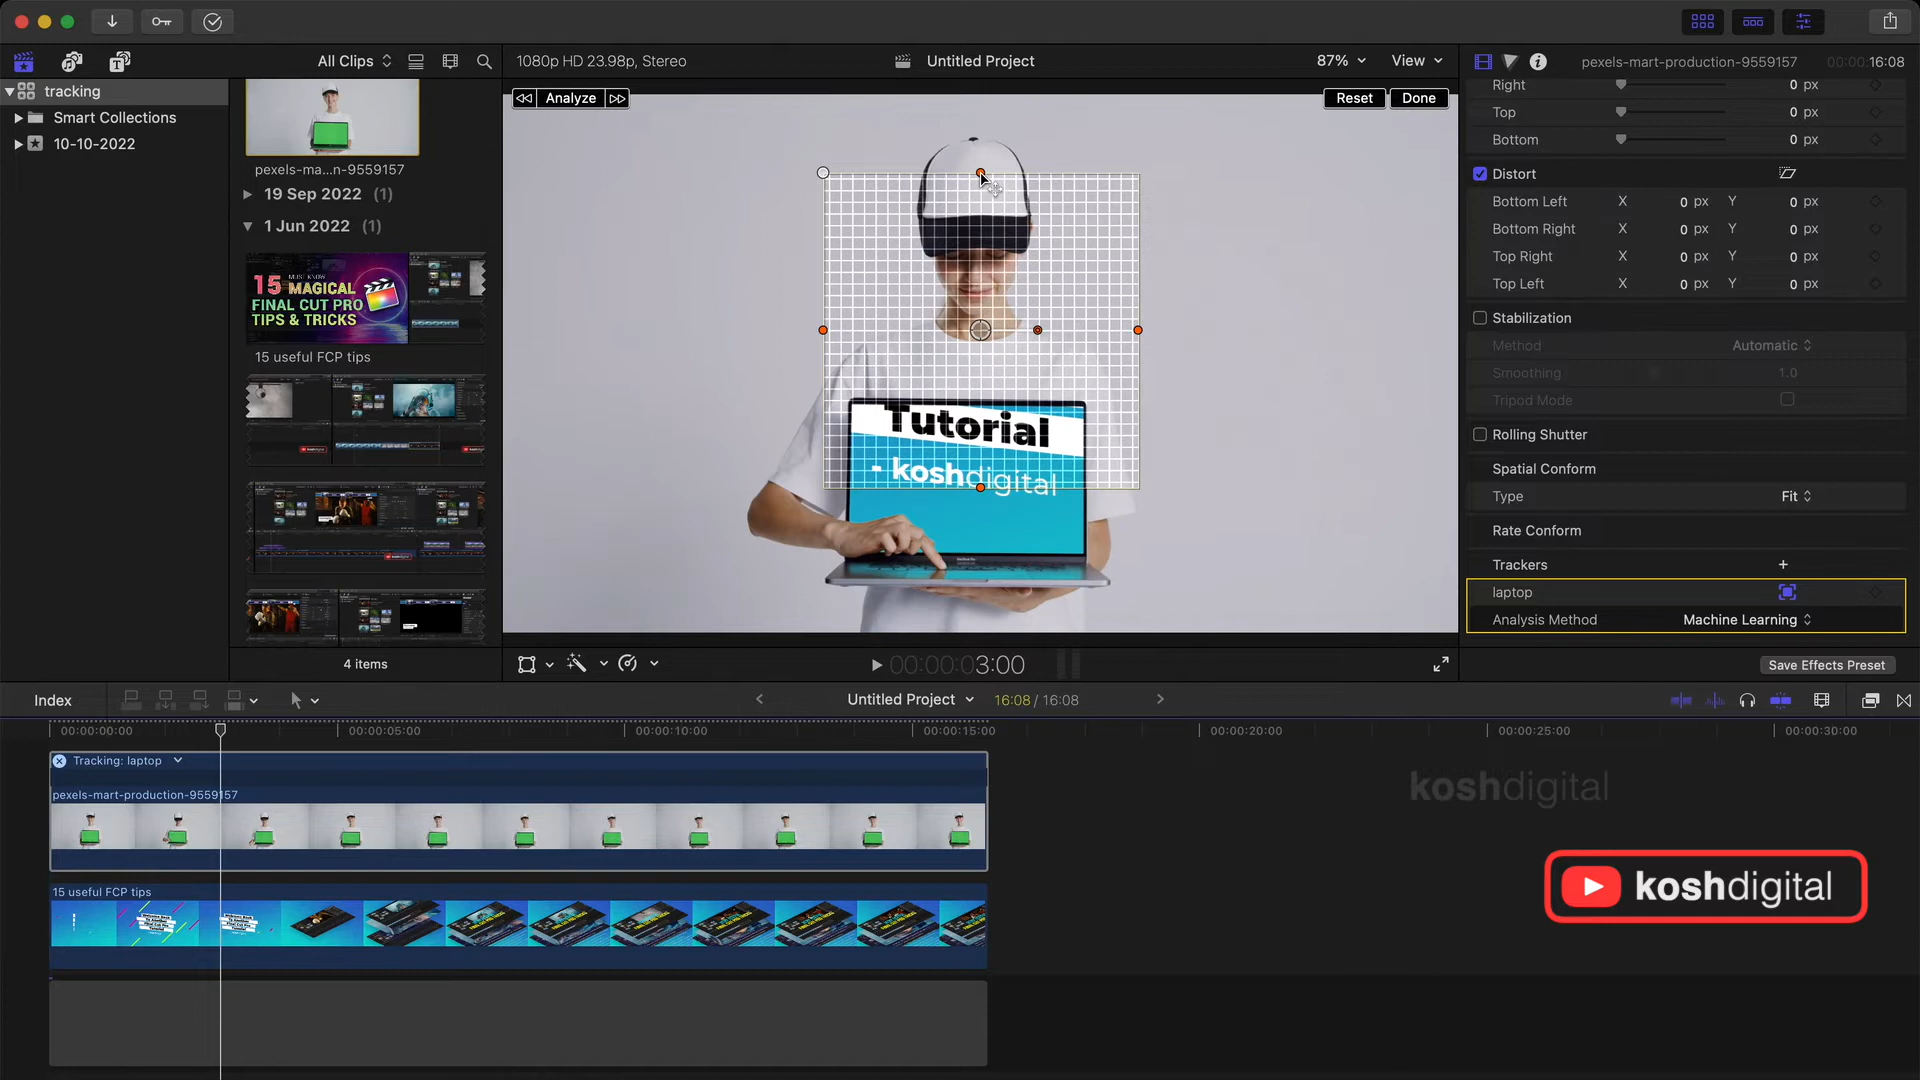 All Clips
1080p HD 23.98p, Stereo
Untitled Project
87%
View
pexels-mart-production-9559157
00:00:16:08
tracking
Smart Collections
10-10-2022
pexels-ma...n-9559157
19 Sep 2022 (1)
1 Jun 2022 (1)
15 MUST KNOW
MAGICAL
FINAL CUT PRO
TIPS & TRICKS
15 useful FCP tips
4 items
Analyze
Reset
Done
Tutorial
- koshdigital
00:00:03:00
Right 0 px
Top 0 px
Bottom 0 px
Distort
Bottom Left X 0 px Y 0 px
Bottom Right X 0 px Y 0 px
Top Right X 0 px Y 0 px
Top Left X 0 px Y 0 px
Stabilization
Method Automatic
Smoothing 1.0
Tripod Mode
Rolling Shutter
Spatial Conform
Type Fit
Rate Conform
Trackers +
laptop
Analysis Method Machine Learning
Save Effects Preset
Index
Untitled Project
16:08 / 16:08
00:00:00:00
00:00:05:00
00:00:10:00
00:00:15:00
00:00:20:00
00:00:25:00
00:00:30:00
Tracking: laptop
pexels-mart-production-9559157
15 useful FCP tips
koshdigital
koshdigital